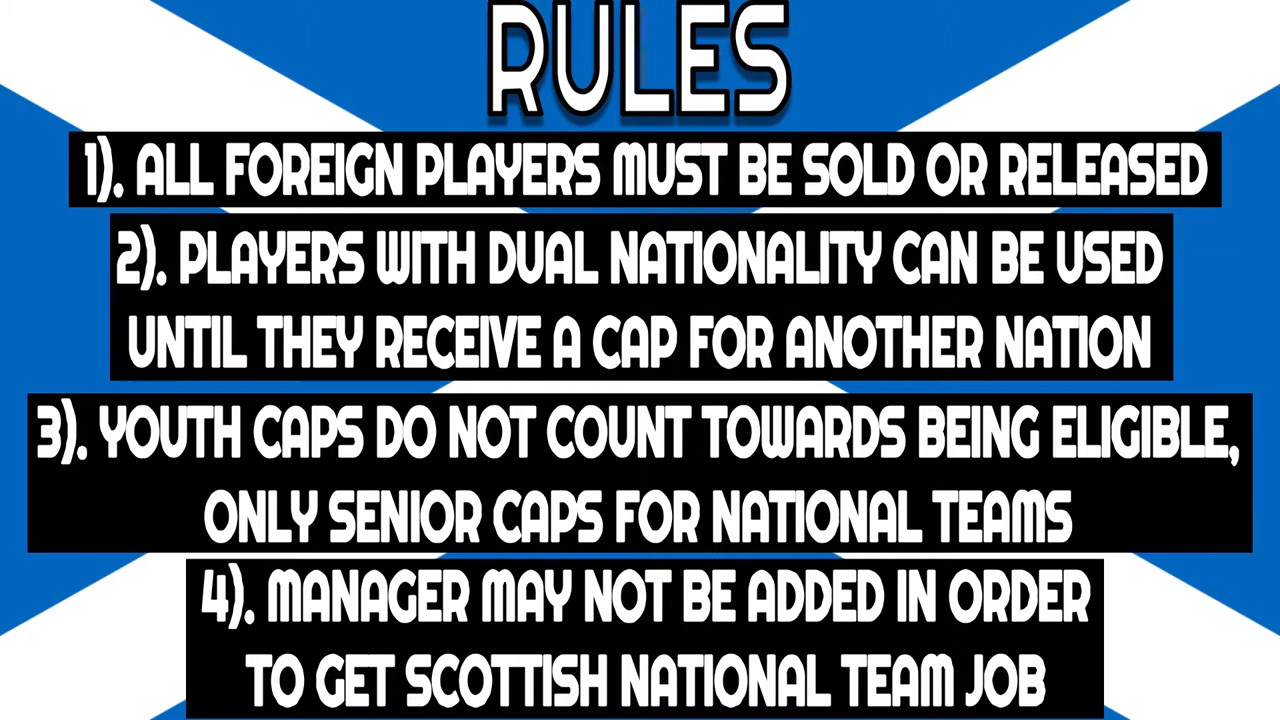 RULES
1). ALL FOREIGN PLAYERS MUST BE SOLD OR RELEASED
2). PLAYERS WITH DUAL NATIONALITY CAN BE USED
UNTIL THEY RECEIVE A CAP FOR ANOTHER NATION
3). YOUTH CAPS DO NOT COUNT TOWARDS BEING ELIGIBLE,
ONLY SENIOR CAPS FOR NATIONAL TEAMS
4). MANAGER MAY NOT BE ADDED IN ORDER
TO GET SCOTTISH NATIONAL TEAM JOB